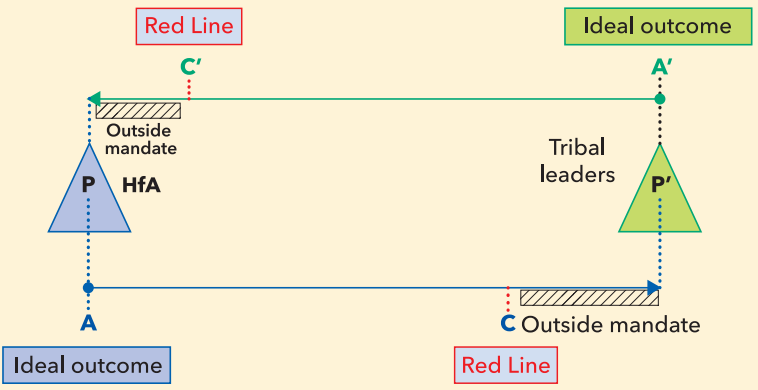 Red Line
Ideal outcome
C′
A′
Outside
mandate
Tribal
leaders
P
HfA
P′
A
C
Outside mandate
Ideal outcome
Red Line